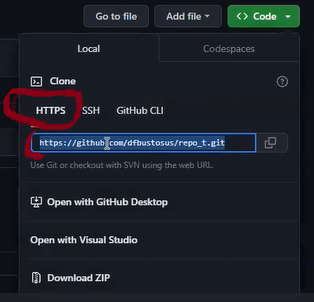 Go to file
Add file
<> Code
Local
Codespaces
Clone
HTTPS
SSH
GitHub CLI
https://github.com/dfbustosus/repo_t.git
Use Git or checkout with SVN using the web URL.
Open with GitHub Desktop
Open with Visual Studio
Download ZIP